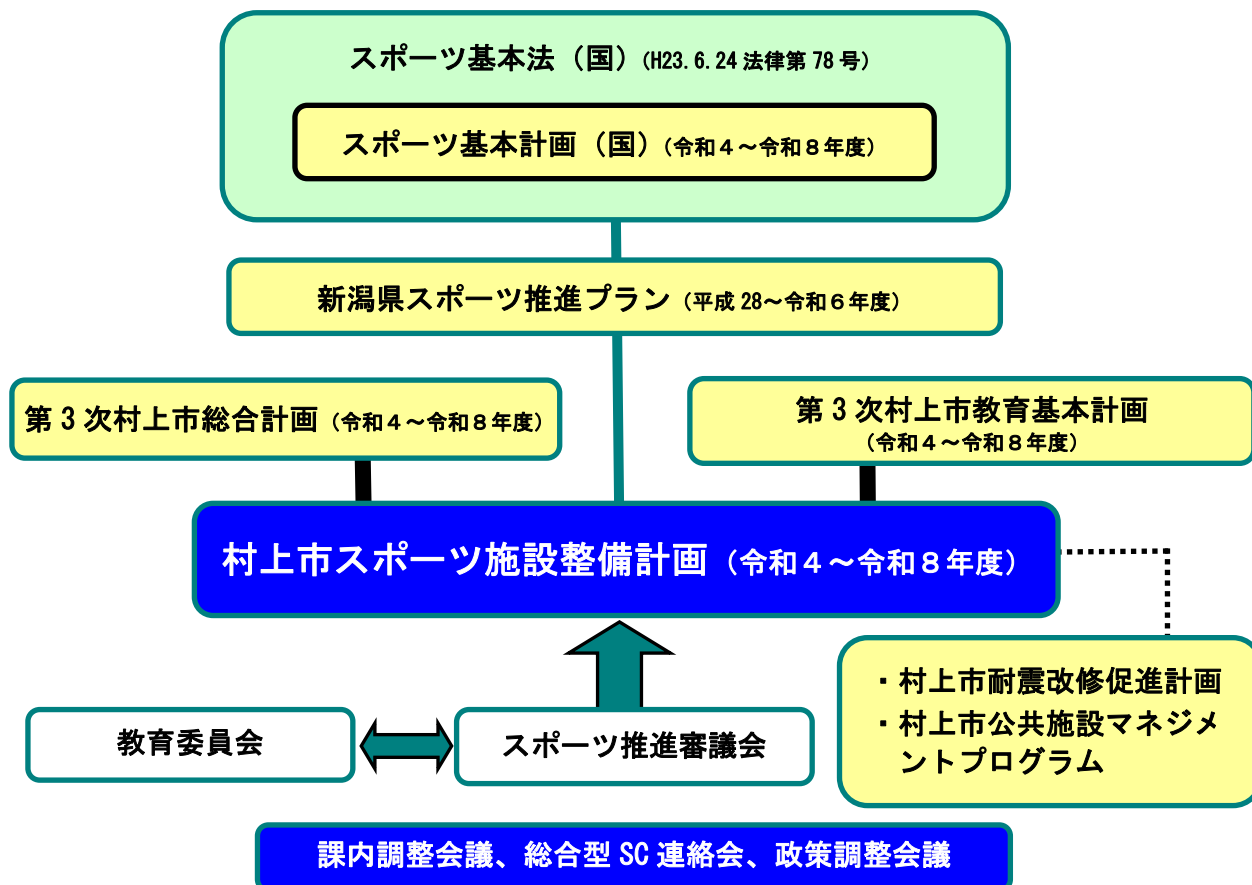 スポーツ基本法（国）（H23.6.24 法律第 78 号）
スポーツ基本計画（国）（令和４～令和８年度）
新潟県スポーツ推進プラン（平成 28～令和６年度）
第 3 次村上市総合計画（令和４～令和８年度）
第 3 次村上市教育基本計画
（令和４～令和８年度）
村上市スポーツ施設整備計画（令和４～令和８年度）
・村上市耐震改修促進計画
・村上市公共施設マネジメ
ントプログラム
教育委員会
スポーツ推進審議会
課内調整会議、総合型 SC 連絡会、政策調整会議